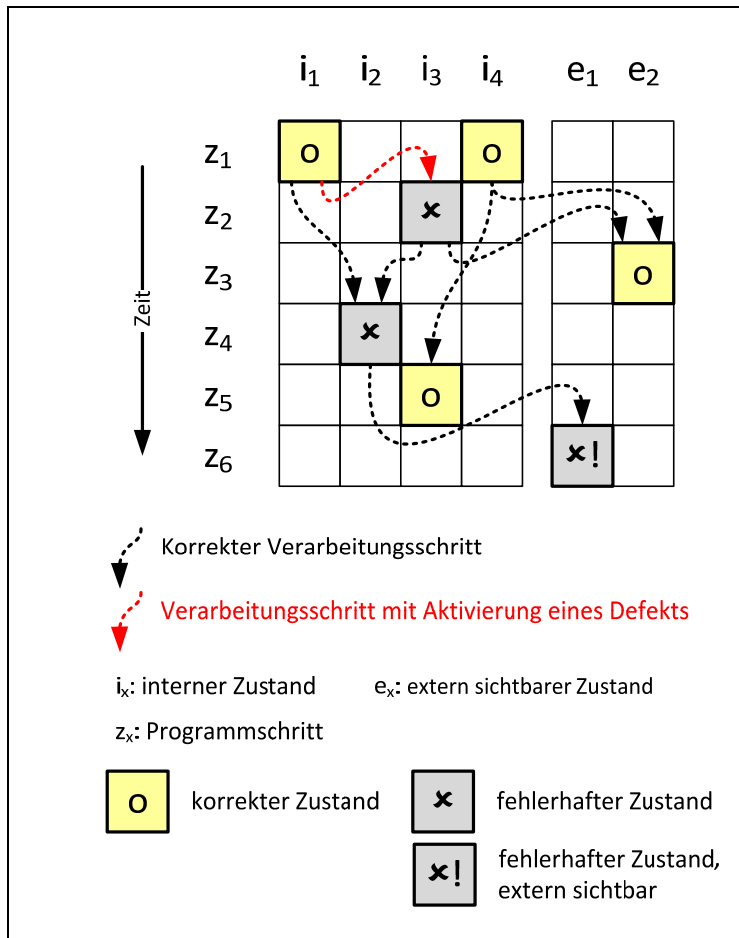 i₁ i₂ i₃ i₄ e₁ e₂
z₁ o o
z₂ ✘
z₃ o
Zeit
z₄ ✘
z₅ o
z₆ ✘!
Korrekter Verarbeitungsschritt
Verarbeitungsschritt mit Aktivierung eines Defekts
iₓ: interner Zustand eₓ: extern sichtbarer Zustand
zₓ: Programmschritt
o korrekter Zustand ✘ fehlerhafter Zustand
✘! fehlerhafter Zustand,
extern sichtbar